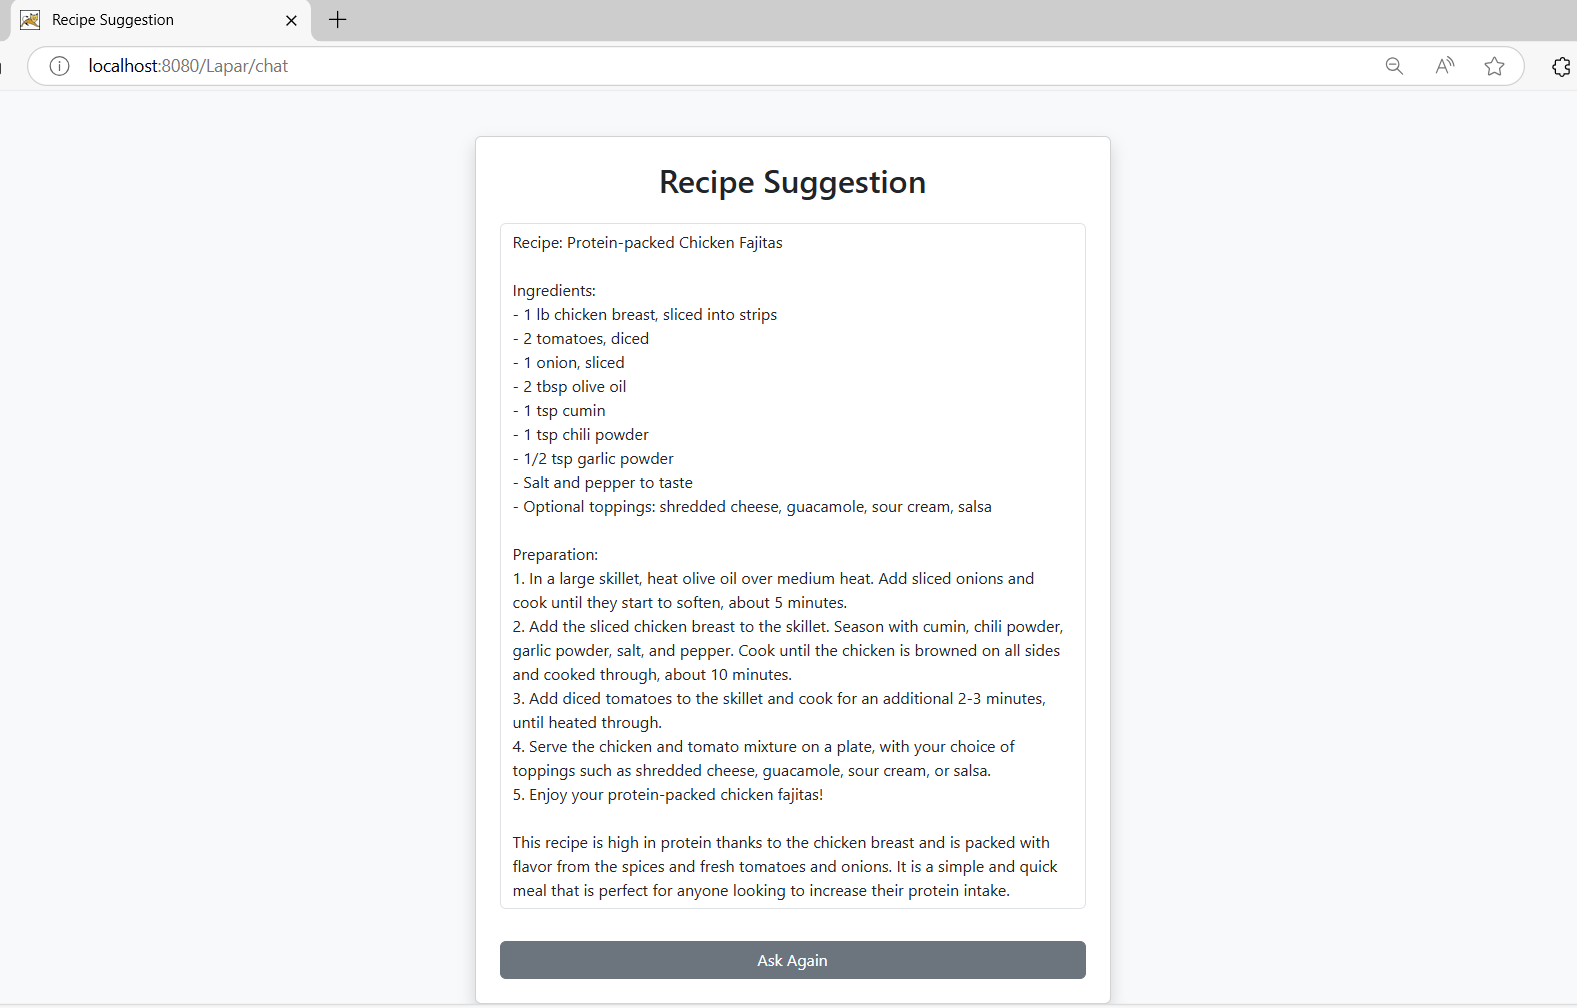 Recipe Suggestion
localhost:8080/Lapar/chat
Recipe Suggestion
Recipe: Protein-packed Chicken Fajitas
Ingredients:
- 1 lb chicken breast, sliced into strips
- 2 tomatoes, diced
- 1 onion, sliced
- 2 tbsp olive oil
- 1 tsp cumin
- 1 tsp chili powder
- 1/2 tsp garlic powder
- Salt and pepper to taste
- Optional toppings: shredded cheese, guacamole, sour cream, salsa
Preparation:
1. In a large skillet, heat olive oil over medium heat. Add sliced onions and
cook until they start to soften, about 5 minutes.
2. Add the sliced chicken breast to the skillet. Season with cumin, chili powder,
garlic powder, salt, and pepper. Cook until the chicken is browned on all sides
and cooked through, about 10 minutes.
3. Add diced tomatoes to the skillet and cook for an additional 2-3 minutes,
until heated through.
4. Serve the chicken and tomato mixture on a plate, with your choice of
toppings such as shredded cheese, guacamole, sour cream, or salsa.
5. Enjoy your protein-packed chicken fajitas!
This recipe is high in protein thanks to the chicken breast and is packed with
flavor from the spices and fresh tomatoes and onions. It is a simple and quick
meal that is perfect for anyone looking to increase their protein intake.
Ask Again